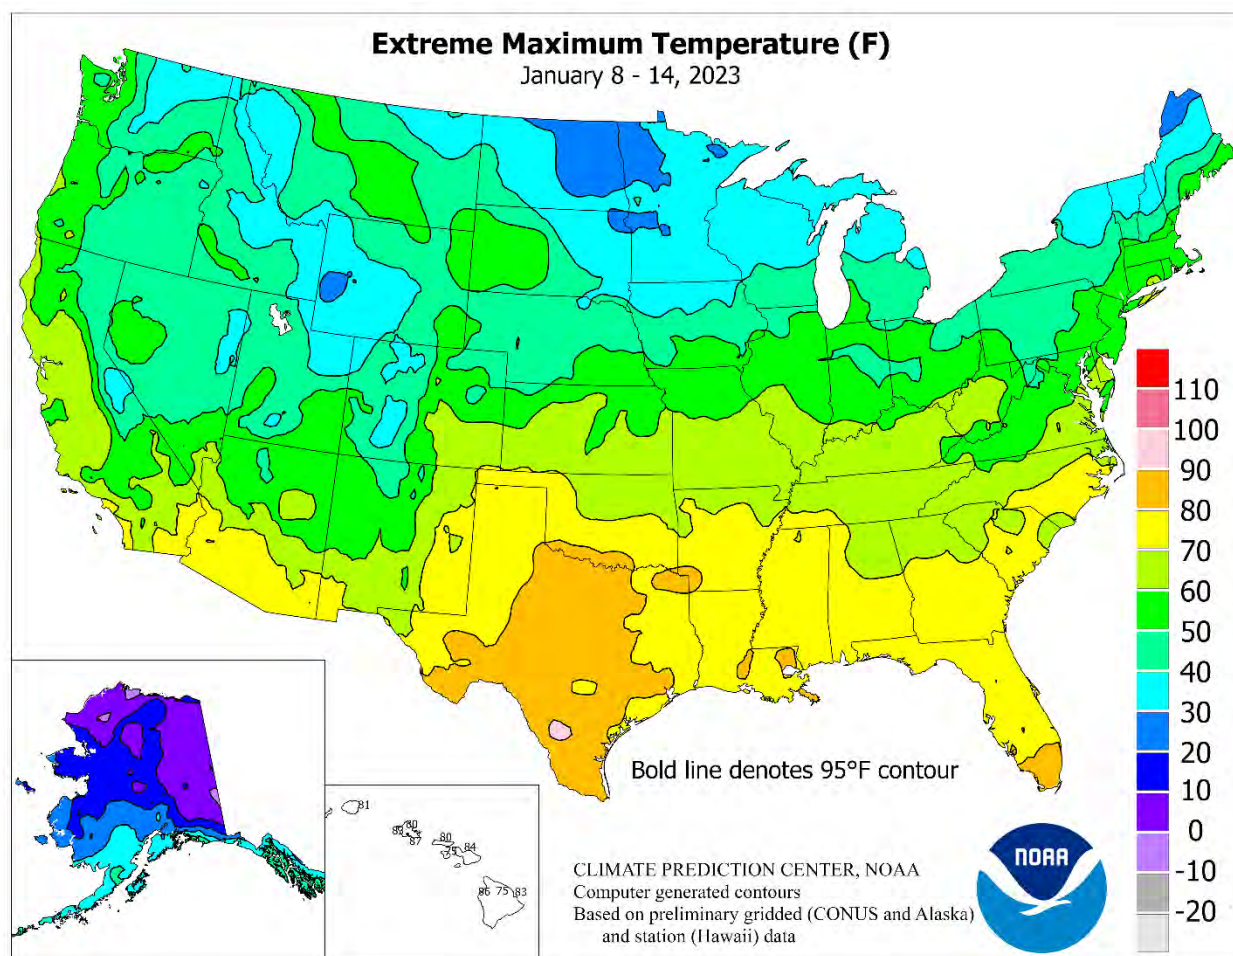 Extreme Maximum Temperature (F)
January 8 - 14, 2023
110
100
90
80
70
60
50
40
30
20
10
0
-10
-20
Bold line denotes 95°F contour
81
80
87
80
75
84
86
75
83
CLIMATE PREDICTION CENTER, NOAA
Computer generated contours
Based on preliminary gridded (CONUS and Alaska)
and station (Hawaii) data
NOAA